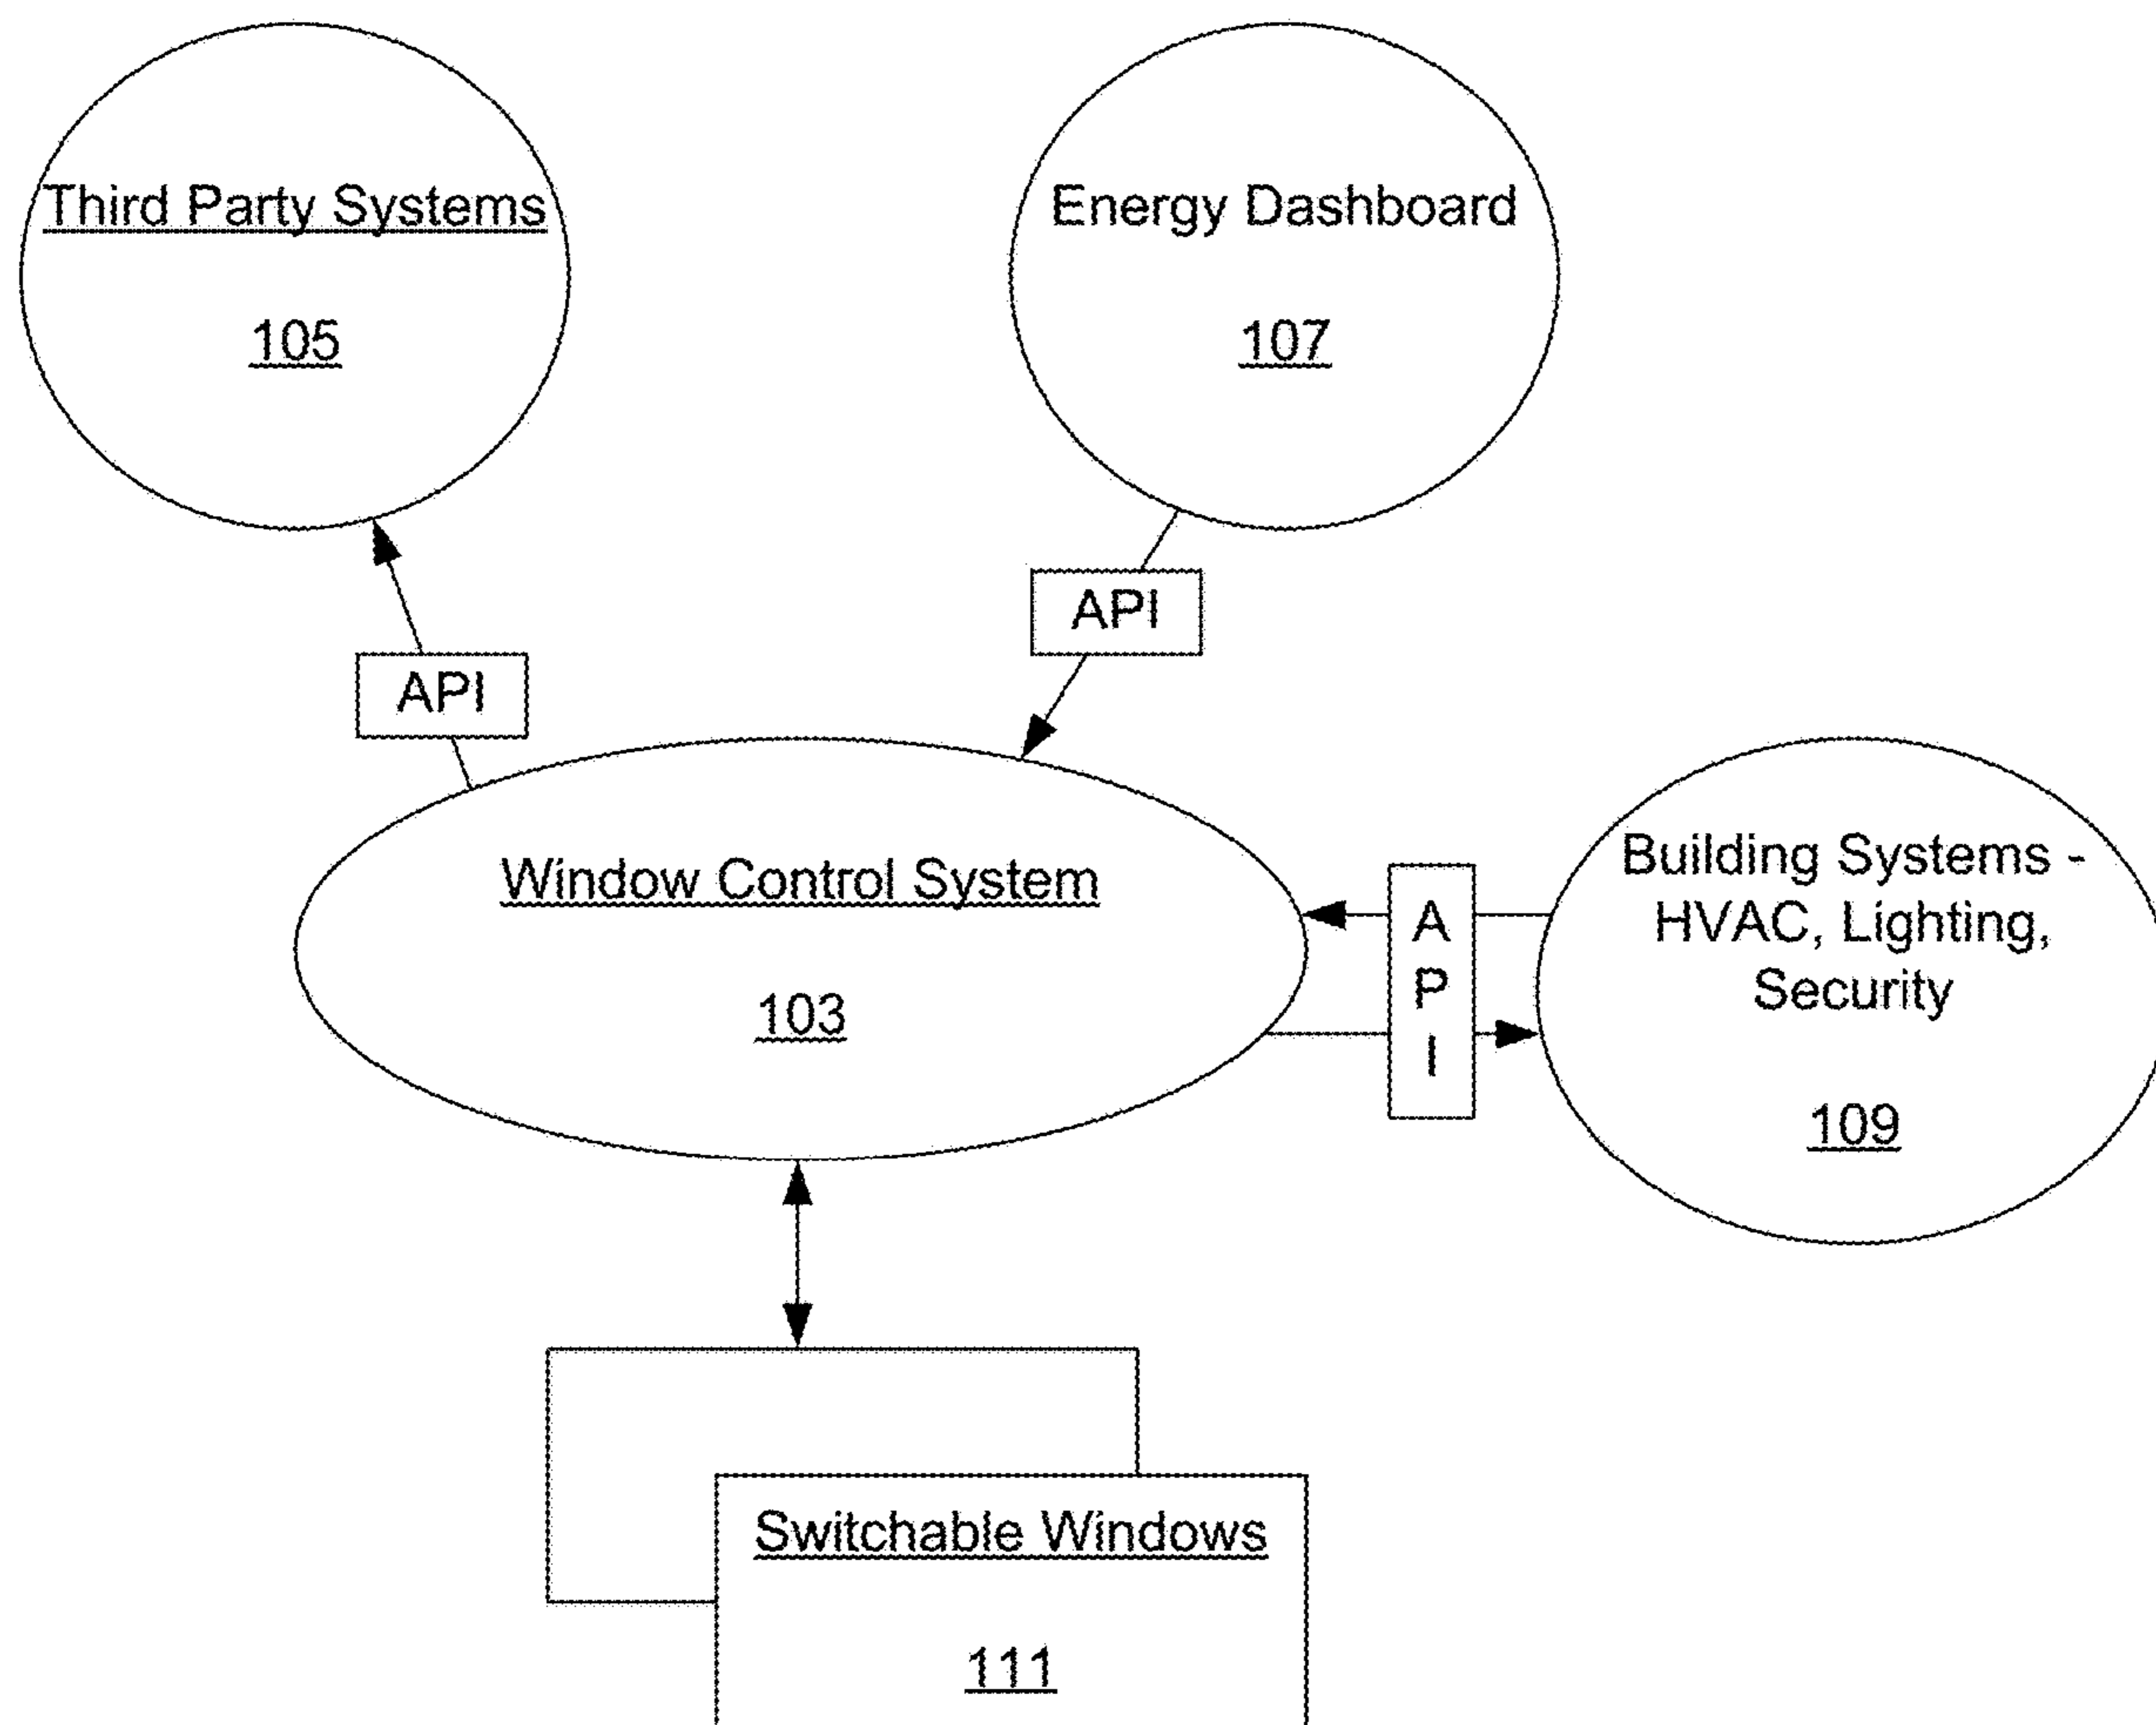 Third Party Systems
105
Energy Dashboard
107
API
API
Window Control System
103
A
P
I
Building Systems -
HVAC, Lighting,
Security
109
Switchable Windows
111